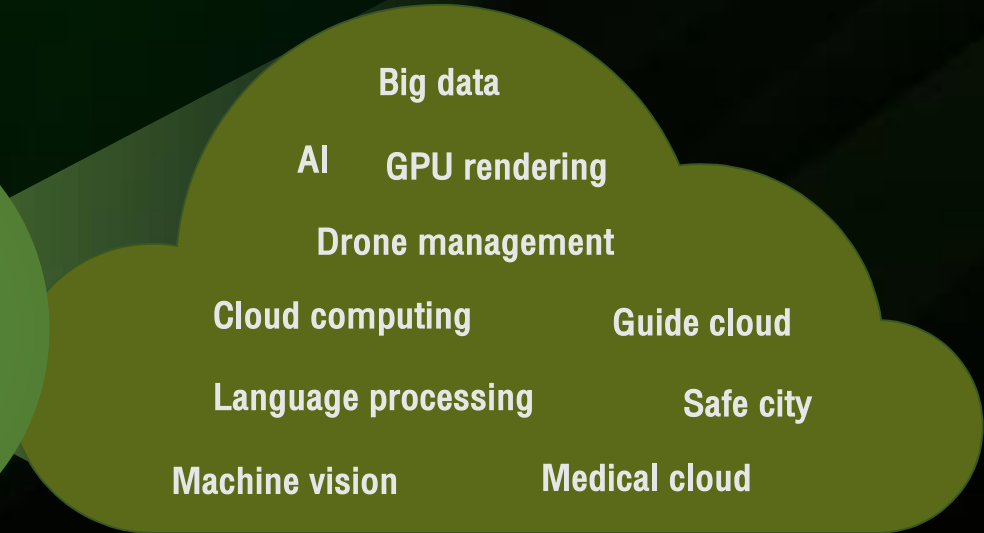 Big data
AI GPU rendering
Drone management
Cloud computing Guide cloud
Language processing Safe city
Machine vision Medical cloud